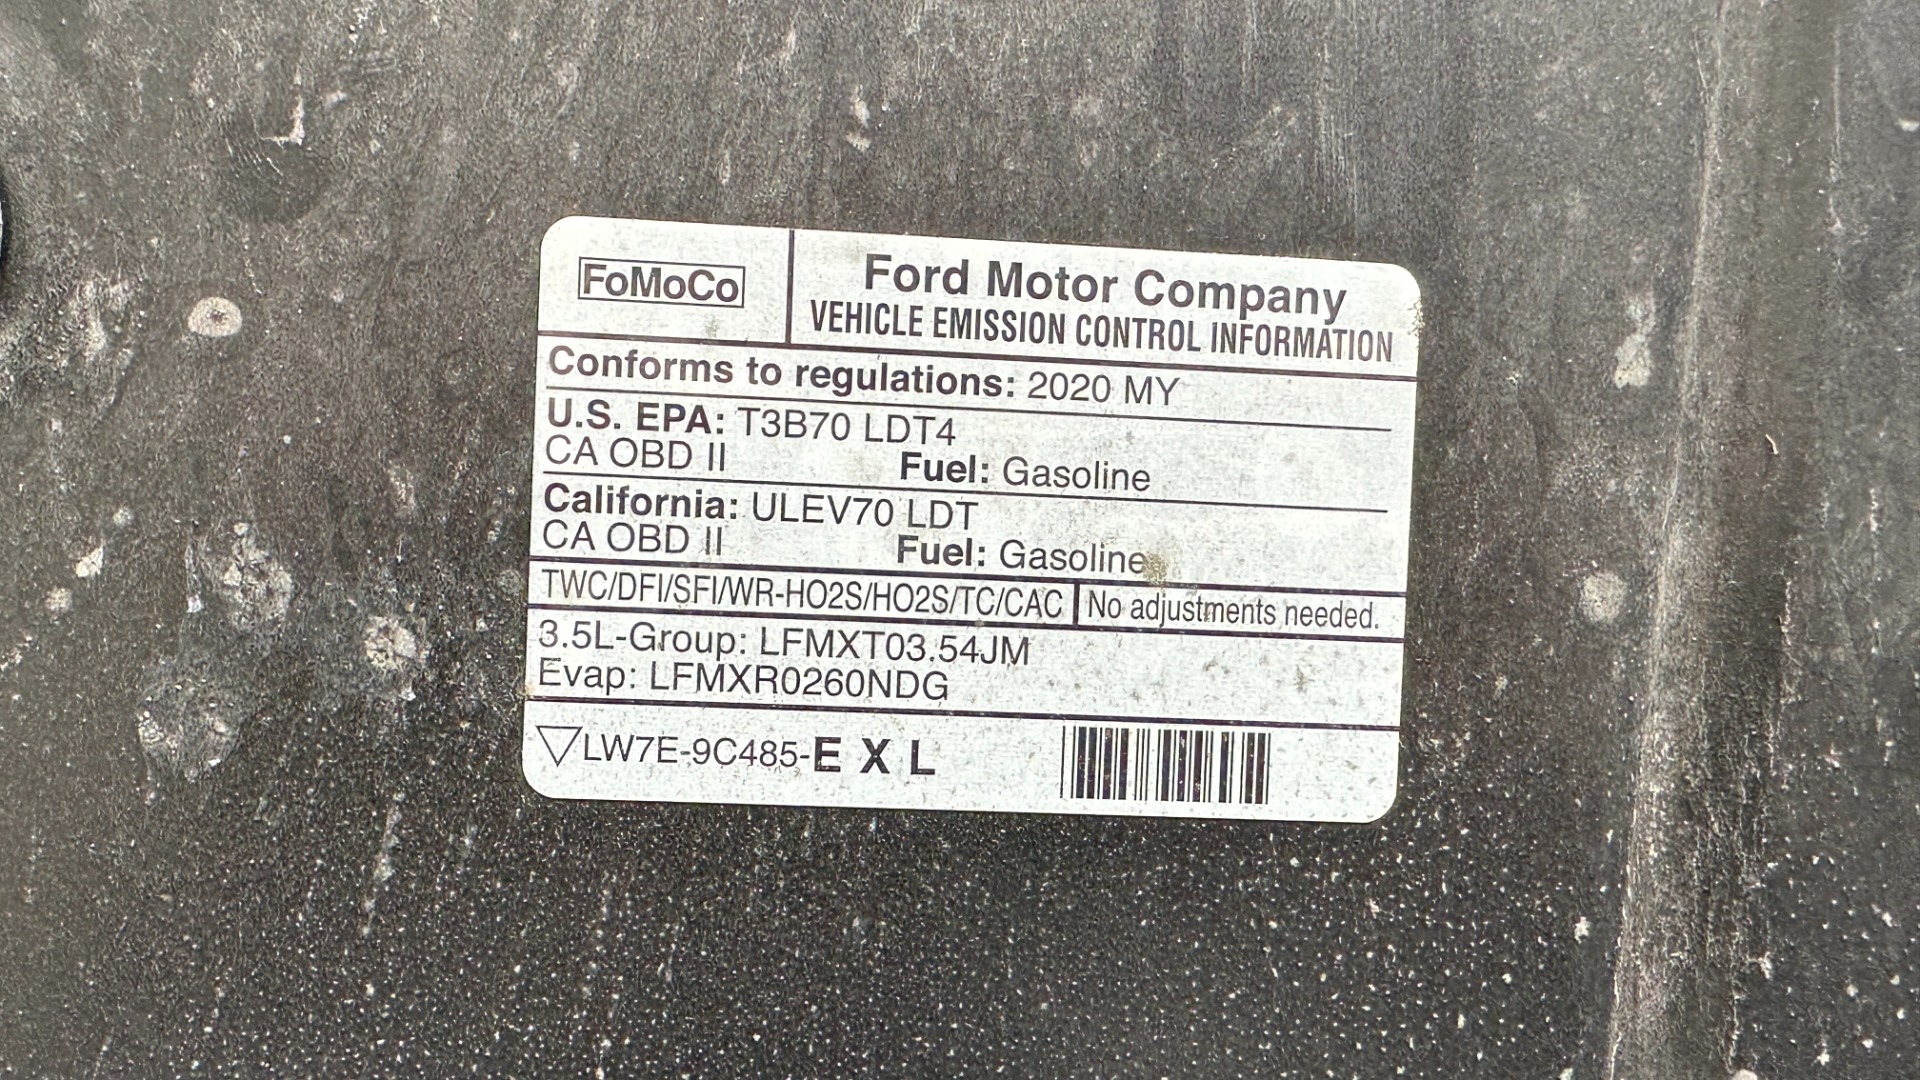 FoMoCo
Ford Motor Company
VEHICLE EMISSION CONTROL INFORMATION
Conforms to regulations: 2020 MY
U.S. EPA: T3B70 LDT4
CA OBD II Fuel: Gasoline
California: ULEV70 LDT
CA OBD II Fuel: Gasoline
TWC/DFI/SFI/WR-HO2S/HO2S/TC/CAC No adjustments needed.
3.5L-Group: LFMXT03.54JM
Evap: LFMXR0260NDG
▽LW7E-9C485-E X L